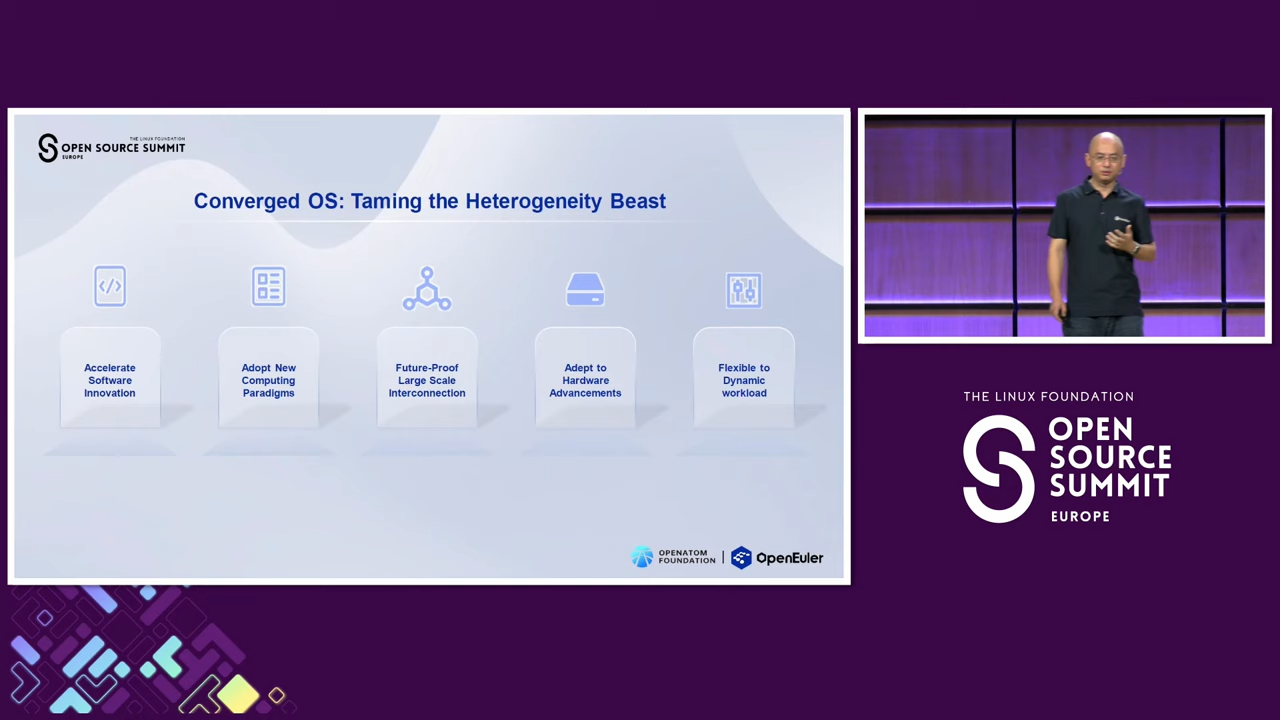 THE LINUX FOUNDATION
OPEN SOURCE SUMMIT
EUROPE
Converged OS: Taming the Heterogeneity Beast
Accelerate
Software
Innovation
Adopt New
Computing
Paradigms
Future-Proof
Large Scale
Interconnection
Adept to
Hardware
Advancements
Flexible to
Dynamic
workload
OPENATOM
FOUNDATION
OpenEuler
THE LINUX FOUNDATION
OPEN
SOURCE
SUMMIT
EUROPE